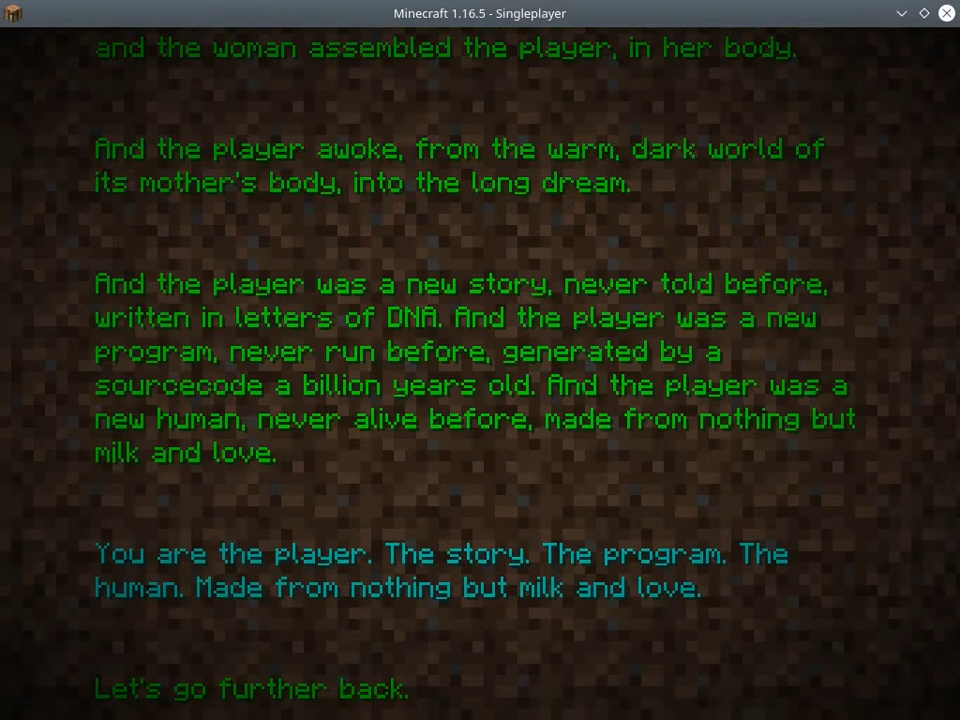 Minecraft 1.16.5 - Singleplayer
and the woman assembled the player, in her body.
And the player awoke, from the warm, dark world of
its mother's body, into the long dream.
And the player was a new story, never told before,
written in letters of DNA. And the player was a new
program, never run before, generated by a
sourcecode a billion years old. And the player was a
new human, never alive before, made from nothing but
milk and love.
You are the player. The story. The program. The
human. Made from nothing but milk and love.
Let's go further back.